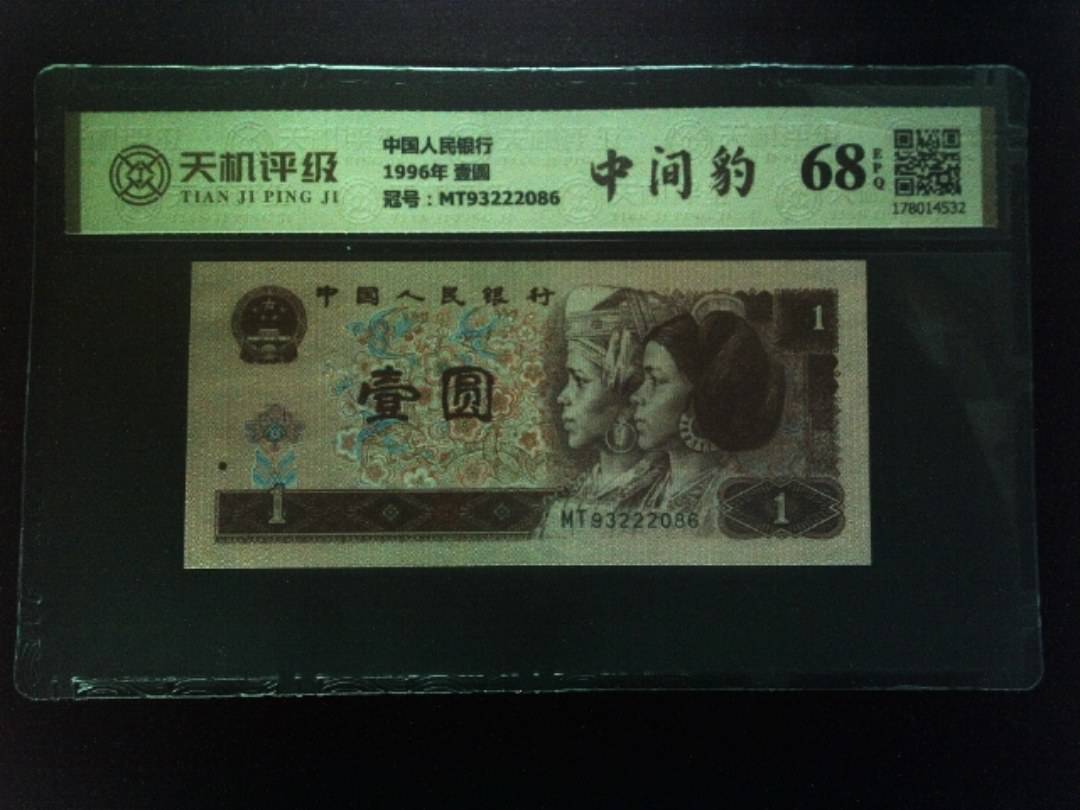 天机评级
TIAN JI PING JI
中国人民银行
1996年 壹圆
冠号：MT93222086
中间豹
68
EPQ
178014532
中国人民银行
1
壹圆
1
MT93222086
1